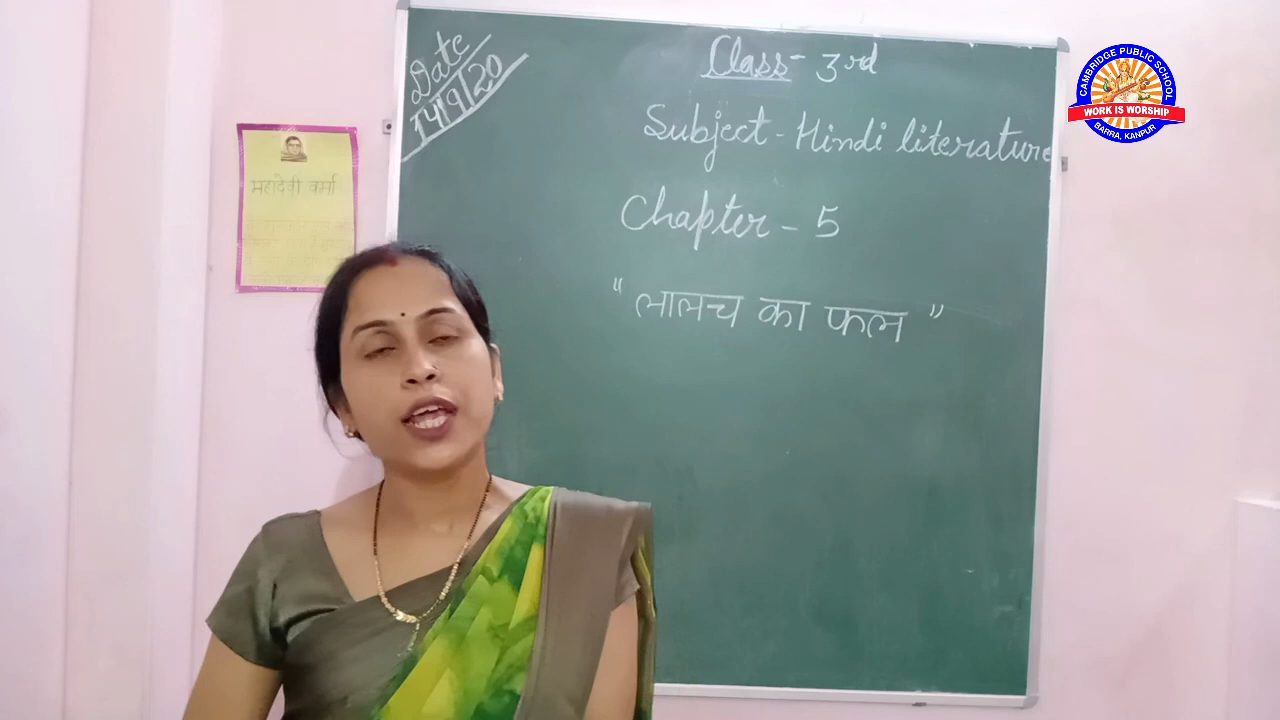 Date
14/9/20
Class - 3rd
Subject - Hindi literature
Chapter - 5
" लालच का फल "
महादेवी वर्मा
CAMBRIDGE PUBLIC SCHOOL
WORK IS WORSHIP
BARRA, KANPUR